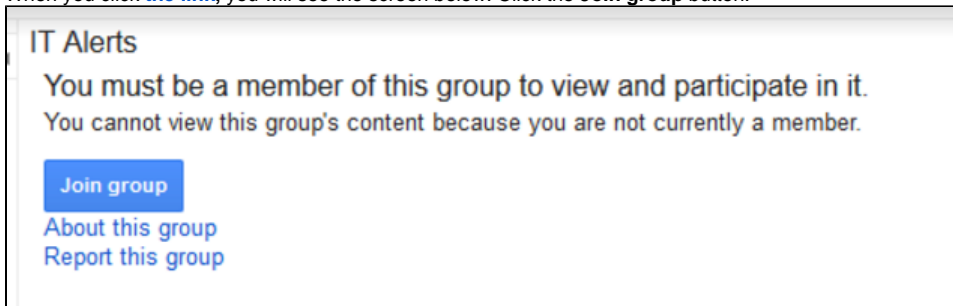 When you click the link, you will see the screen below. Click the Join group button.
IT Alerts
You must be a member of this group to view and participate in it.
You cannot view this group's content because you are not currently a member.
Join group
About this group
Report this group